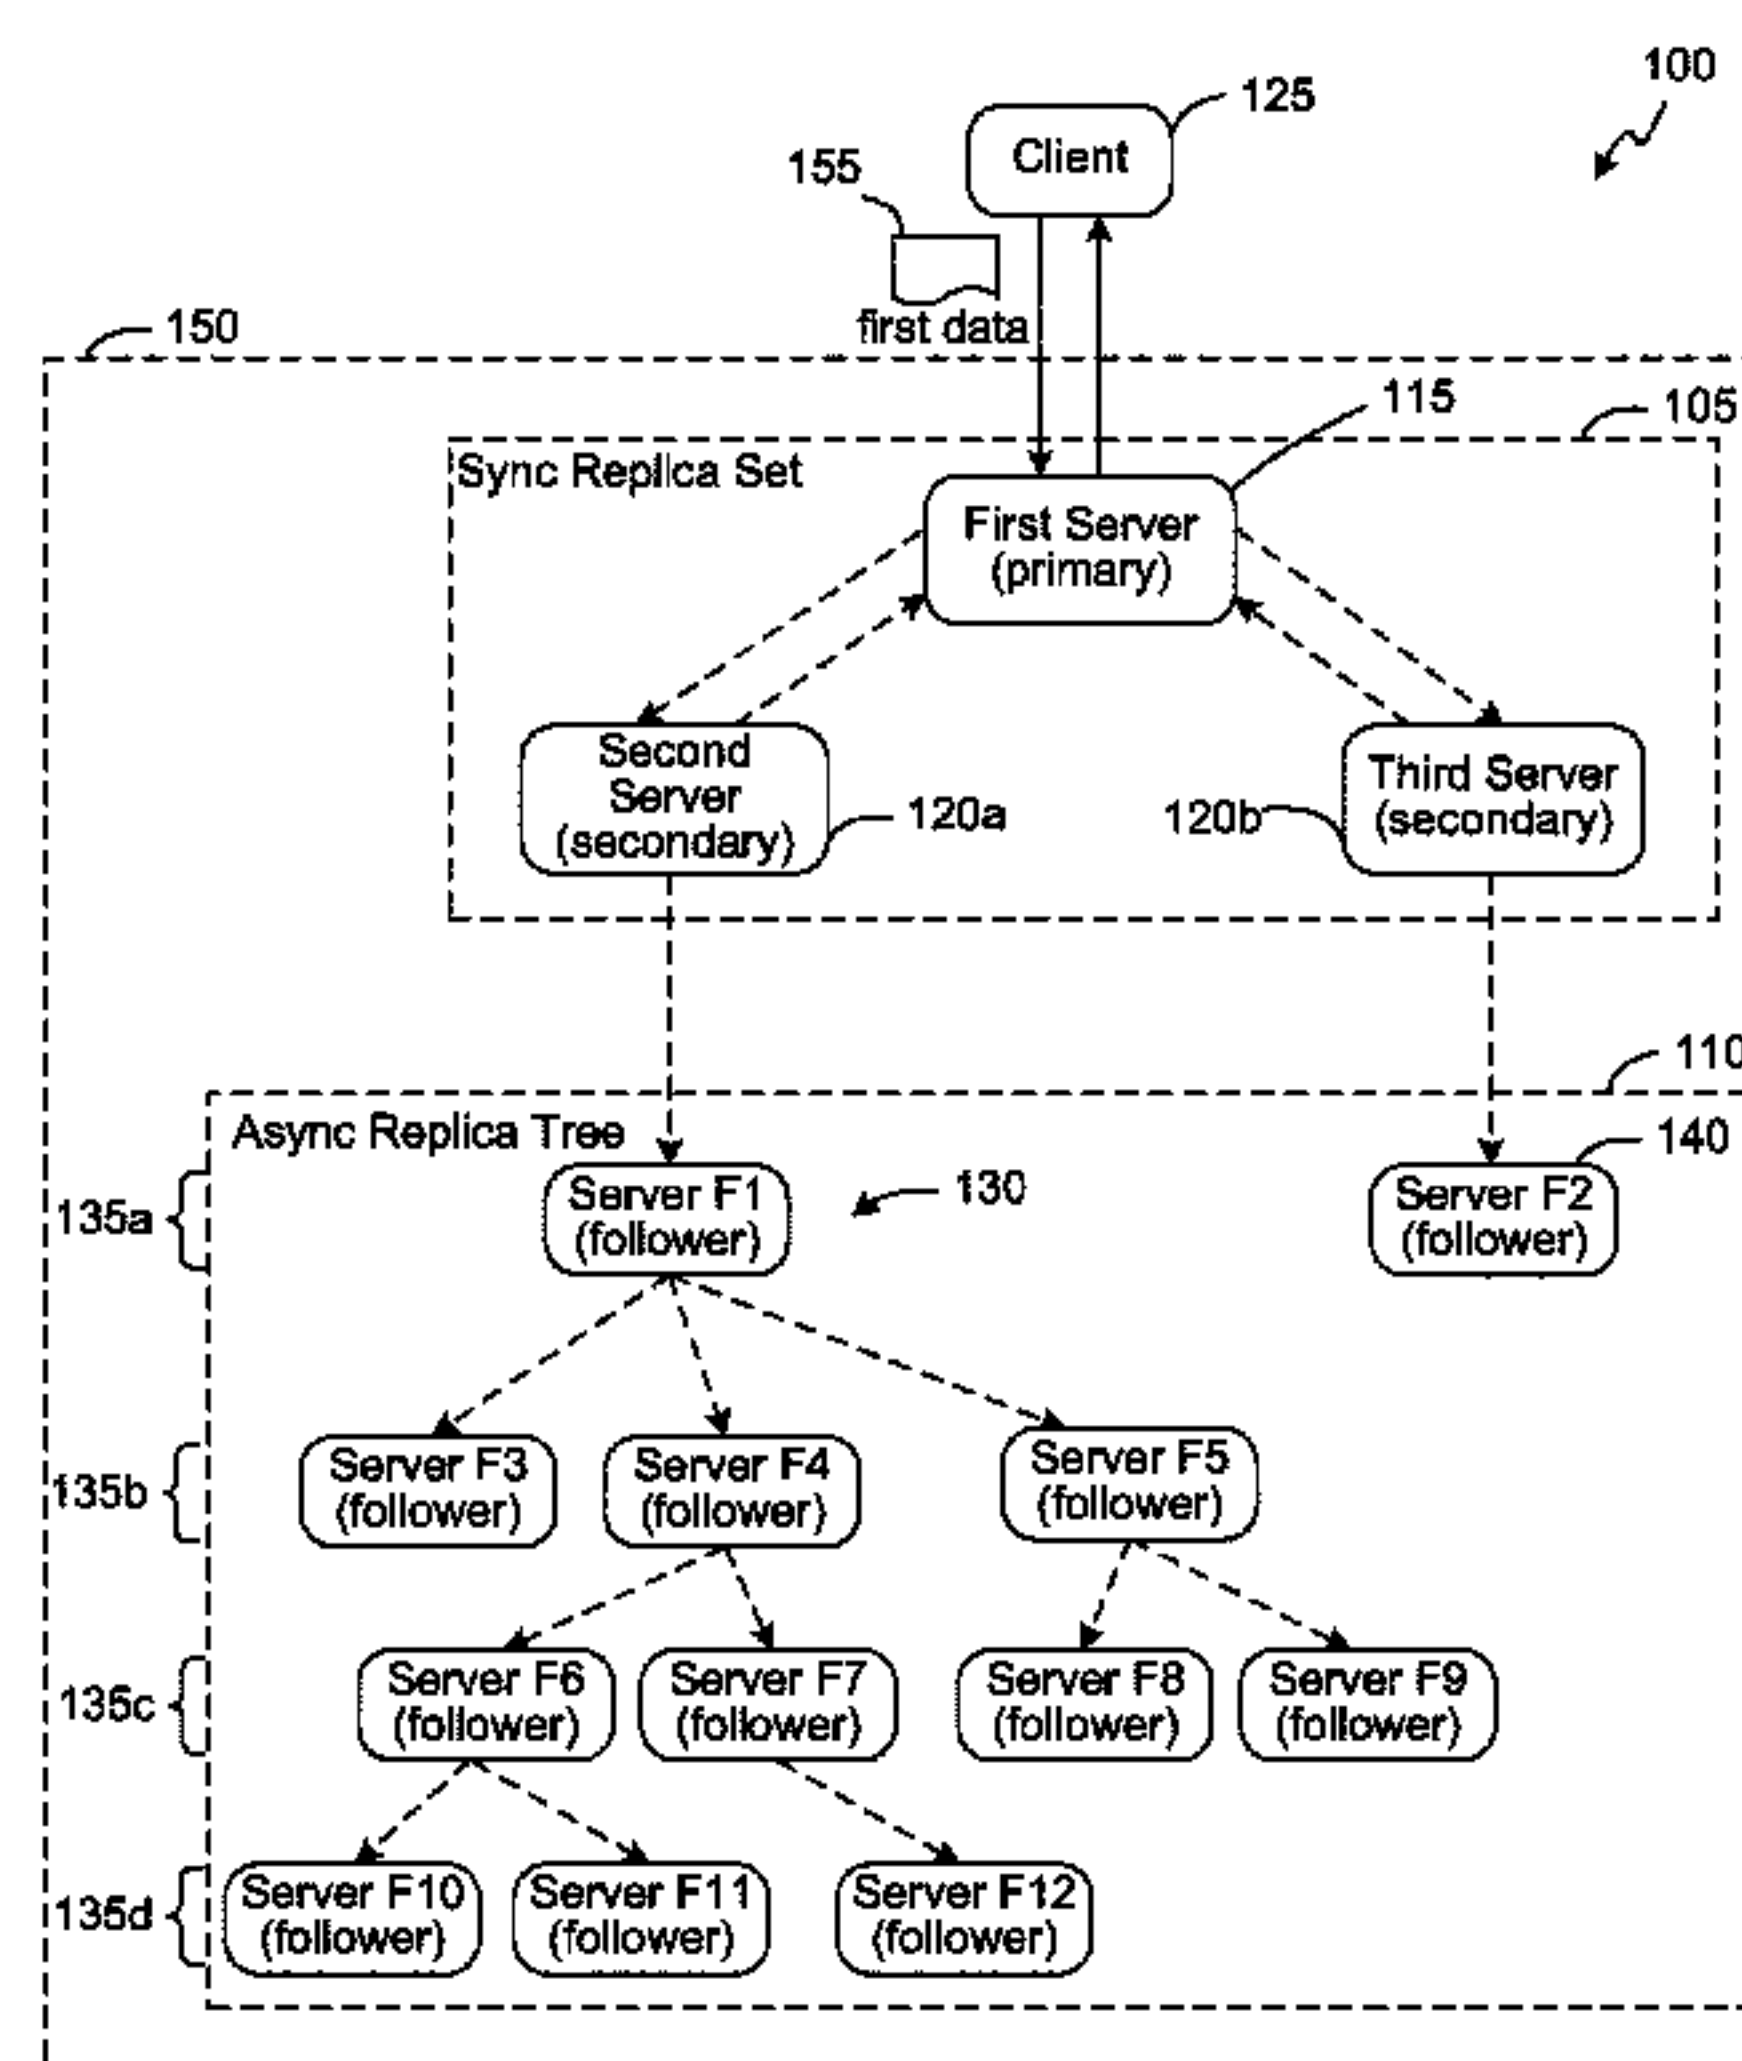 100
125
Client
155
first data
150
115
105
Sync Replica Set
First Server
(primary)
Second
Server
(secondary)
120a
120b
Third Server
(secondary)
110
Async Replica Tree
140
135a
Server F1
(follower)
130
Server F2
(follower)
135b
Server F3
(follower)
Server F4
(follower)
Server F5
(follower)
135c
Server F6
(follower)
Server F7
(follower)
Server F8
(follower)
Server F9
(follower)
135d
Server F10
(follower)
Server F11
(follower)
Server F12
(follower)